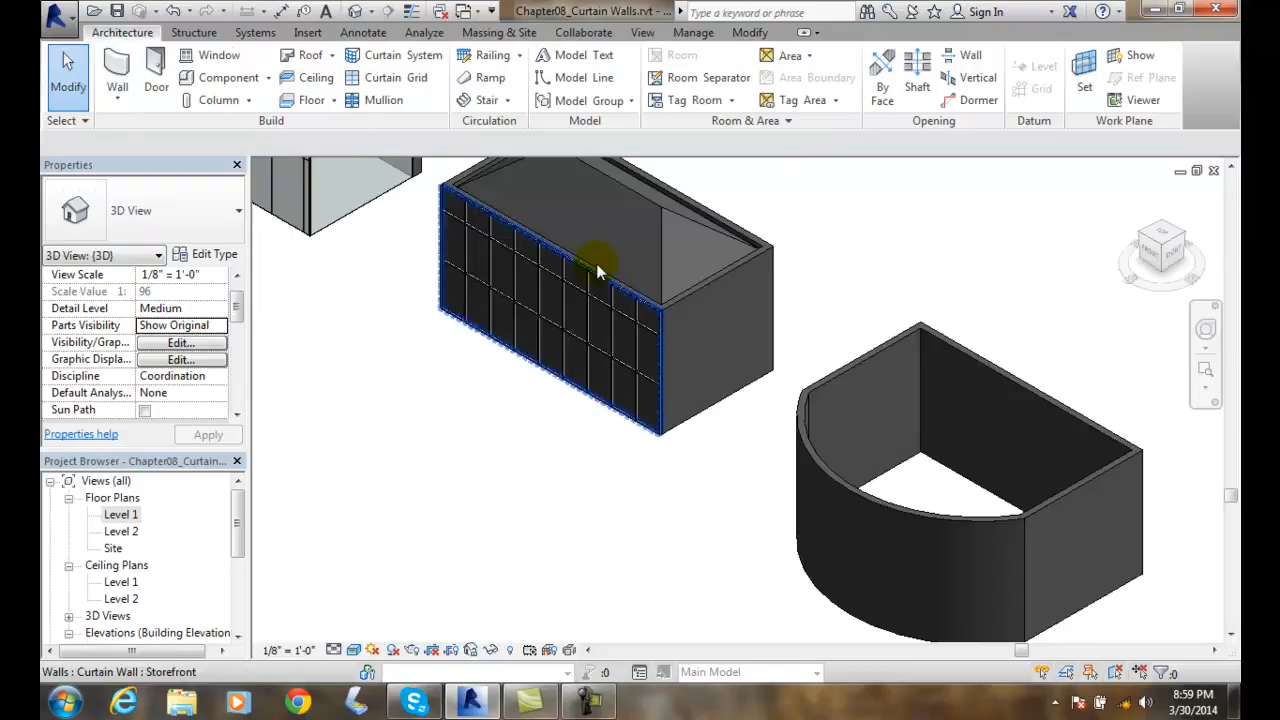 Chapter08_Curtain Walls.rvt - ...
Type a keyword or phrase
Sign In
Architecture Structure Systems Insert Annotate Analyze Massing & Site Collaborate View Manage Modify
Modify
Select
Wall
Door
Window
Component
Column
Roof
Ceiling
Floor
Curtain System
Curtain Grid
Mullion
Build
Railing
Ramp
Stair
Circulation
Model Text
Model Line
Model Group
Model
Room
Room Separator
Tag Room
Area
Area Boundary
Tag Area
Room & Area
By Face
Shaft
Wall
Vertical
Dormer
Opening
Level
Grid
Datum
Set
Show
Ref Plane
Viewer
Work Plane
Properties
3D View
3D View: {3D} Edit Type
View Scale 1/8" = 1'-0"
Scale Value 1: 96
Detail Level Medium
Parts Visibility Show Original
Visibility/Grap... Edit...
Graphic Displa... Edit...
Discipline Coordination
Default Analys... None
Sun Path
Properties help Apply
Project Browser - Chapter08_Curtain...
Views (all)
Floor Plans
Level 1
Level 2
Site
Ceiling Plans
Level 1
Level 2
3D Views
Elevations (Building Elevation
TOP
FRONT
1/8" = 1'-0"
Walls : Curtain Wall : Storefront
:0
Main Model
:0
8:59 PM
3/30/2014